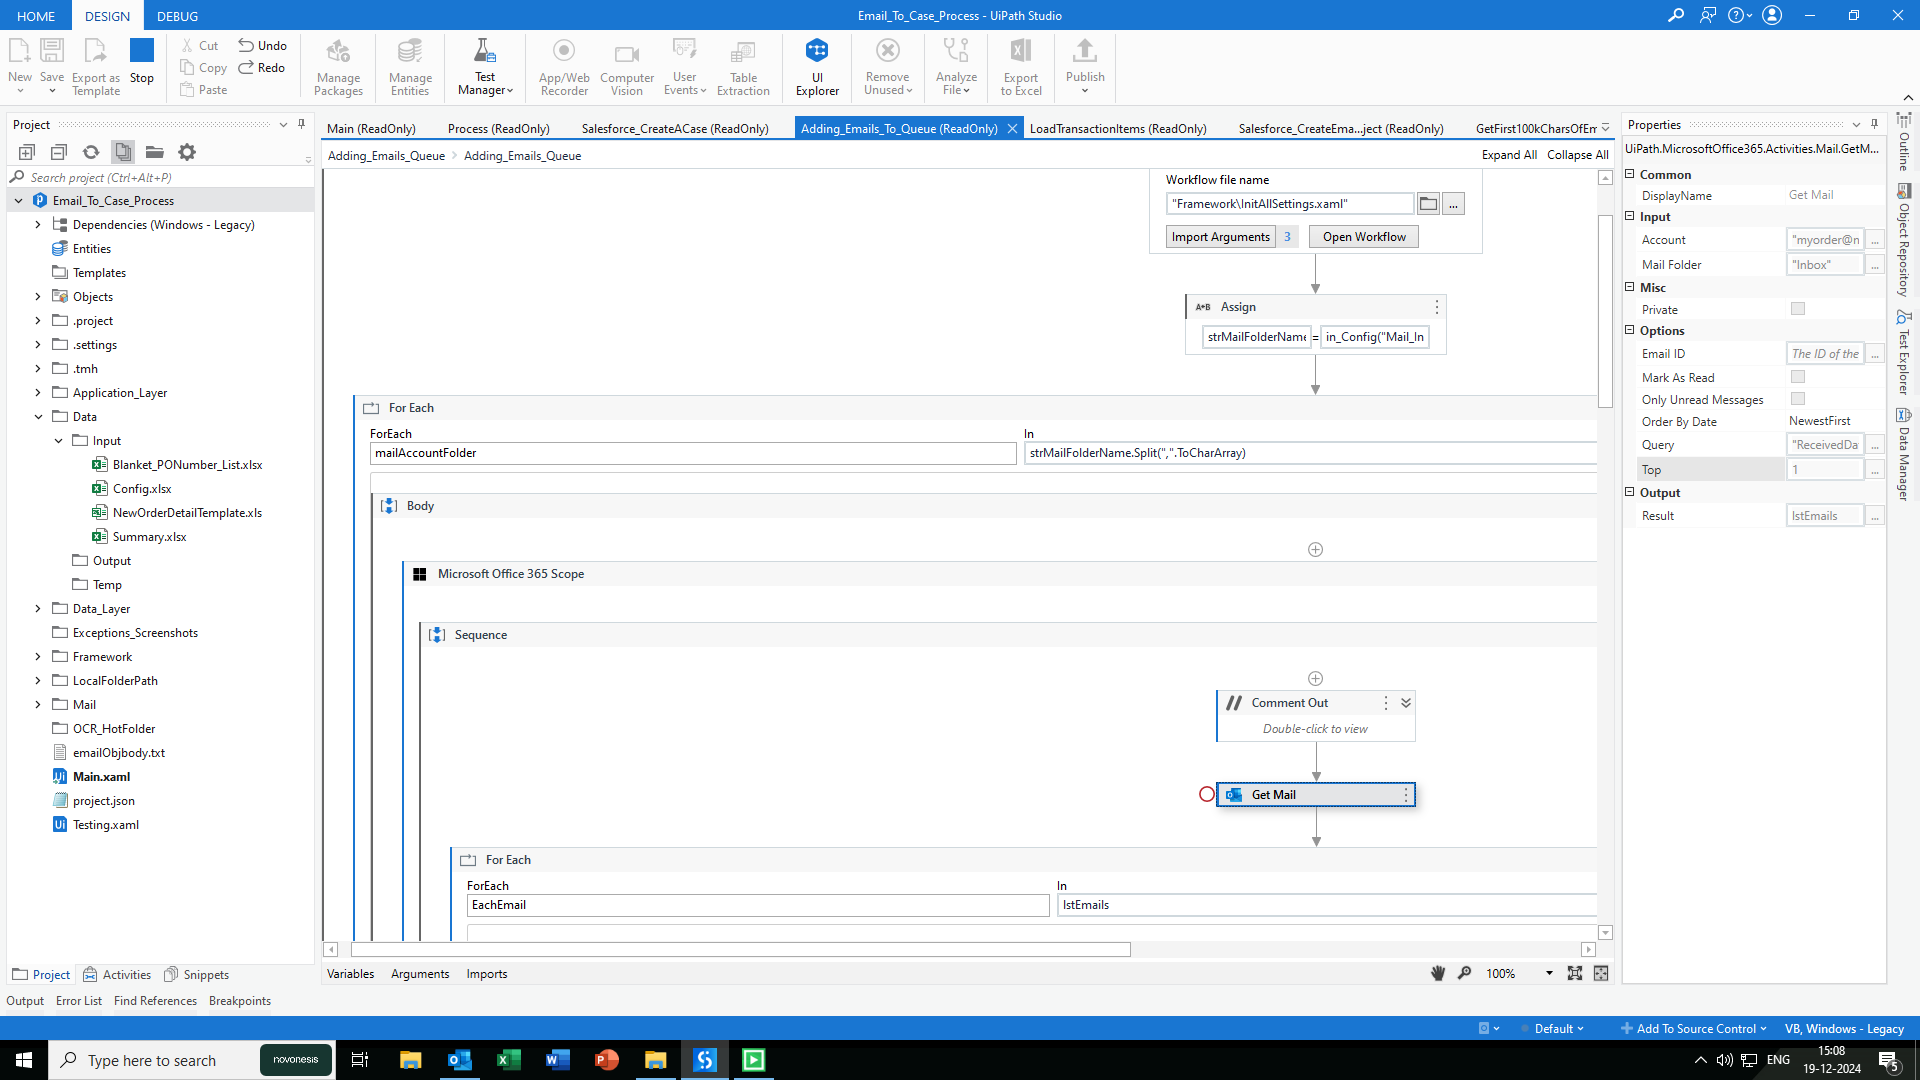 HOME
DESIGN
DEBUG
Email_To_Case_Process - UiPath Studio
New
Save
Export as Template
Stop
Cut
Copy
Paste
Undo
Redo
Manage Packages
Manage Entities
Test Manager
App/Web Recorder
Computer Vision
User Events
Table Extraction
UI Explorer
Remove Unused
Analyze File
Export to Excel
Publish
Project
Search project (Ctrl+Alt+P)
Email_To_Case_Process
Dependencies (Windows - Legacy)
Entities
Templates
Objects
.project
.settings
.tmh
Application_Layer
Data
Input
Blanket_PONumber_List.xlsx
Config.xlsx
NewOrderDetailTemplate.xls
Summary.xlsx
Output
Temp
Data_Layer
Exceptions_Screenshots
Framework
LocalFolderPath
Mail
OCR_HotFolder
emailObjbody.txt
Main.xaml
project.json
Testing.xaml
Project
Activities
Snippets
Output
Error List
Find References
Breakpoints
Main (ReadOnly)
Process (ReadOnly)
Salesforce_CreateACase (ReadOnly)
Adding_Emails_To_Queue (ReadOnly)
LoadTransactionItems (ReadOnly)
Salesforce_CreateEma...ject (ReadOnly)
GetFirst100kCharsOfEm
Adding_Emails_Queue
Adding_Emails_Queue
Expand All
Collapse All
Workflow file name
"Framework\InitAllSettings.xaml"
...
Import Arguments
3
Open Workflow
A*B
Assign
strMailFolderName
=
in_Config("Mail_In
For Each
ForEach
In
mailAccountFolder
strMailFolderName.Split(",".ToCharArray)
Body
Microsoft Office 365 Scope
Sequence
Comment Out
Double-click to view
Get Mail
For Each
ForEach
In
EachEmail
lstEmails
Variables
Arguments
Imports
100%
Properties
UiPath.MicrosoftOffice365.Activities.Mail.GetM...
Common
DisplayName
Get Mail
Input
Account
"myorder@n
...
Mail Folder
"Inbox"
...
Misc
Private
Options
Email ID
The ID of the
...
Mark As Read
Only Unread Messages
Order By Date
NewestFirst
Query
"ReceivedDa
...
Top
1
...
Output
Result
lstEmails
...
Outline
Object Repository
Test Explorer
Data Manager
Default
Add To Source Control
VB, Windows - Legacy
Type here to search
novonesis
ENG
15:08
19-12-2024
5